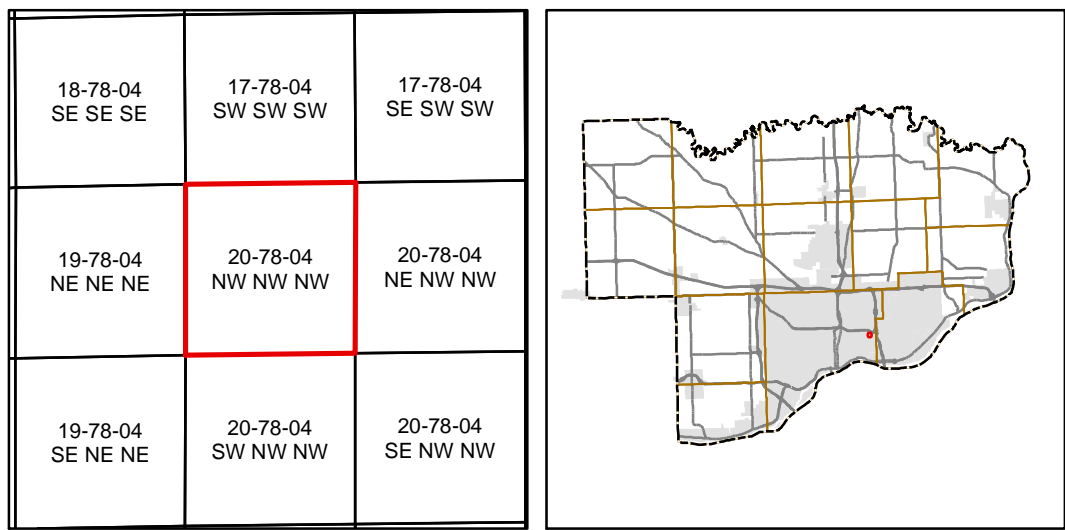 18-78-04
SE SE SE
17-78-04
SW SW SW
17-78-04
SE SW SW
19-78-04
NE NE NE
20-78-04
NW NW NW
20-78-04
NE NW NW
19-78-04
SE NE NE
20-78-04
SW NW NW
20-78-04
SE NW NW